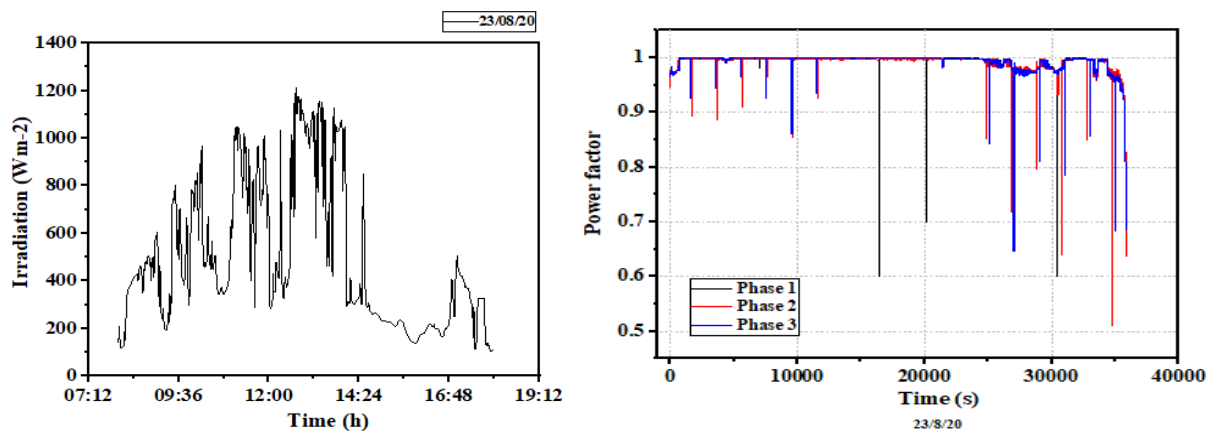 23/08/20
1400
1200
1000
800
600
400
200
0
Irradiation (Wm-2)
07:12 09:36 12:00 14:24 16:48 19:12
Time (h)
1
0.9
0.8
0.7
0.6
0.5
Power factor
Phase 1
Phase 2
Phase 3
0 10000 20000 30000 40000
Time (s)
23/8/20